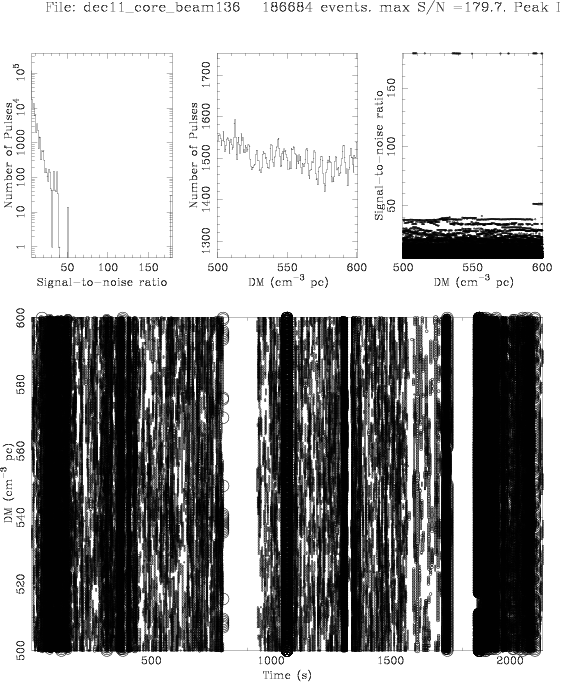 File: dec11_core_beam136 186684 events. max S/N =179.7. Peak I
Number of Pulses
1 10 100 1000 10^4 10^5
50 100 150
Signal-to-noise ratio
Number of Pulses
1300 1400 1500 1600 1700
500 550 600
DM (cm^-3 pc)
Signal-to-noise ratio
50 100 150
500 550 600
DM (cm^-3 pc)
DM (cm^-3 pc)
500 520 540 560 580 600
500 1000 1500 2000
Time (s)